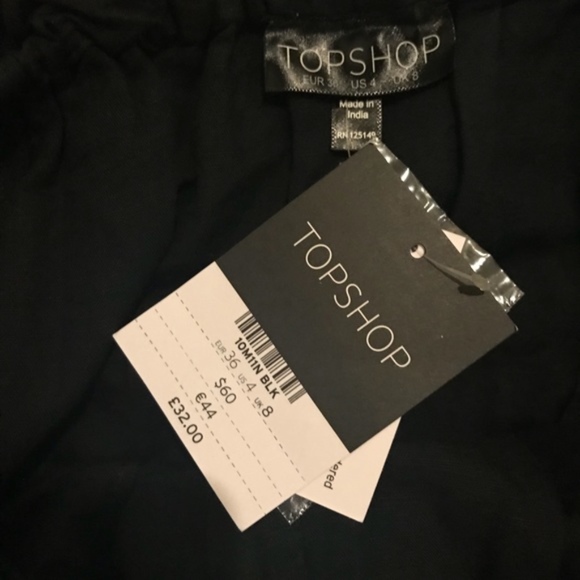 TOPSHOP
EUR 36 US 4 UK 8
Made in
India
RN 125149
TOPSHOP
10M11N BLK
EUR 36 US 4 UK 8
$60
€44
£32.00